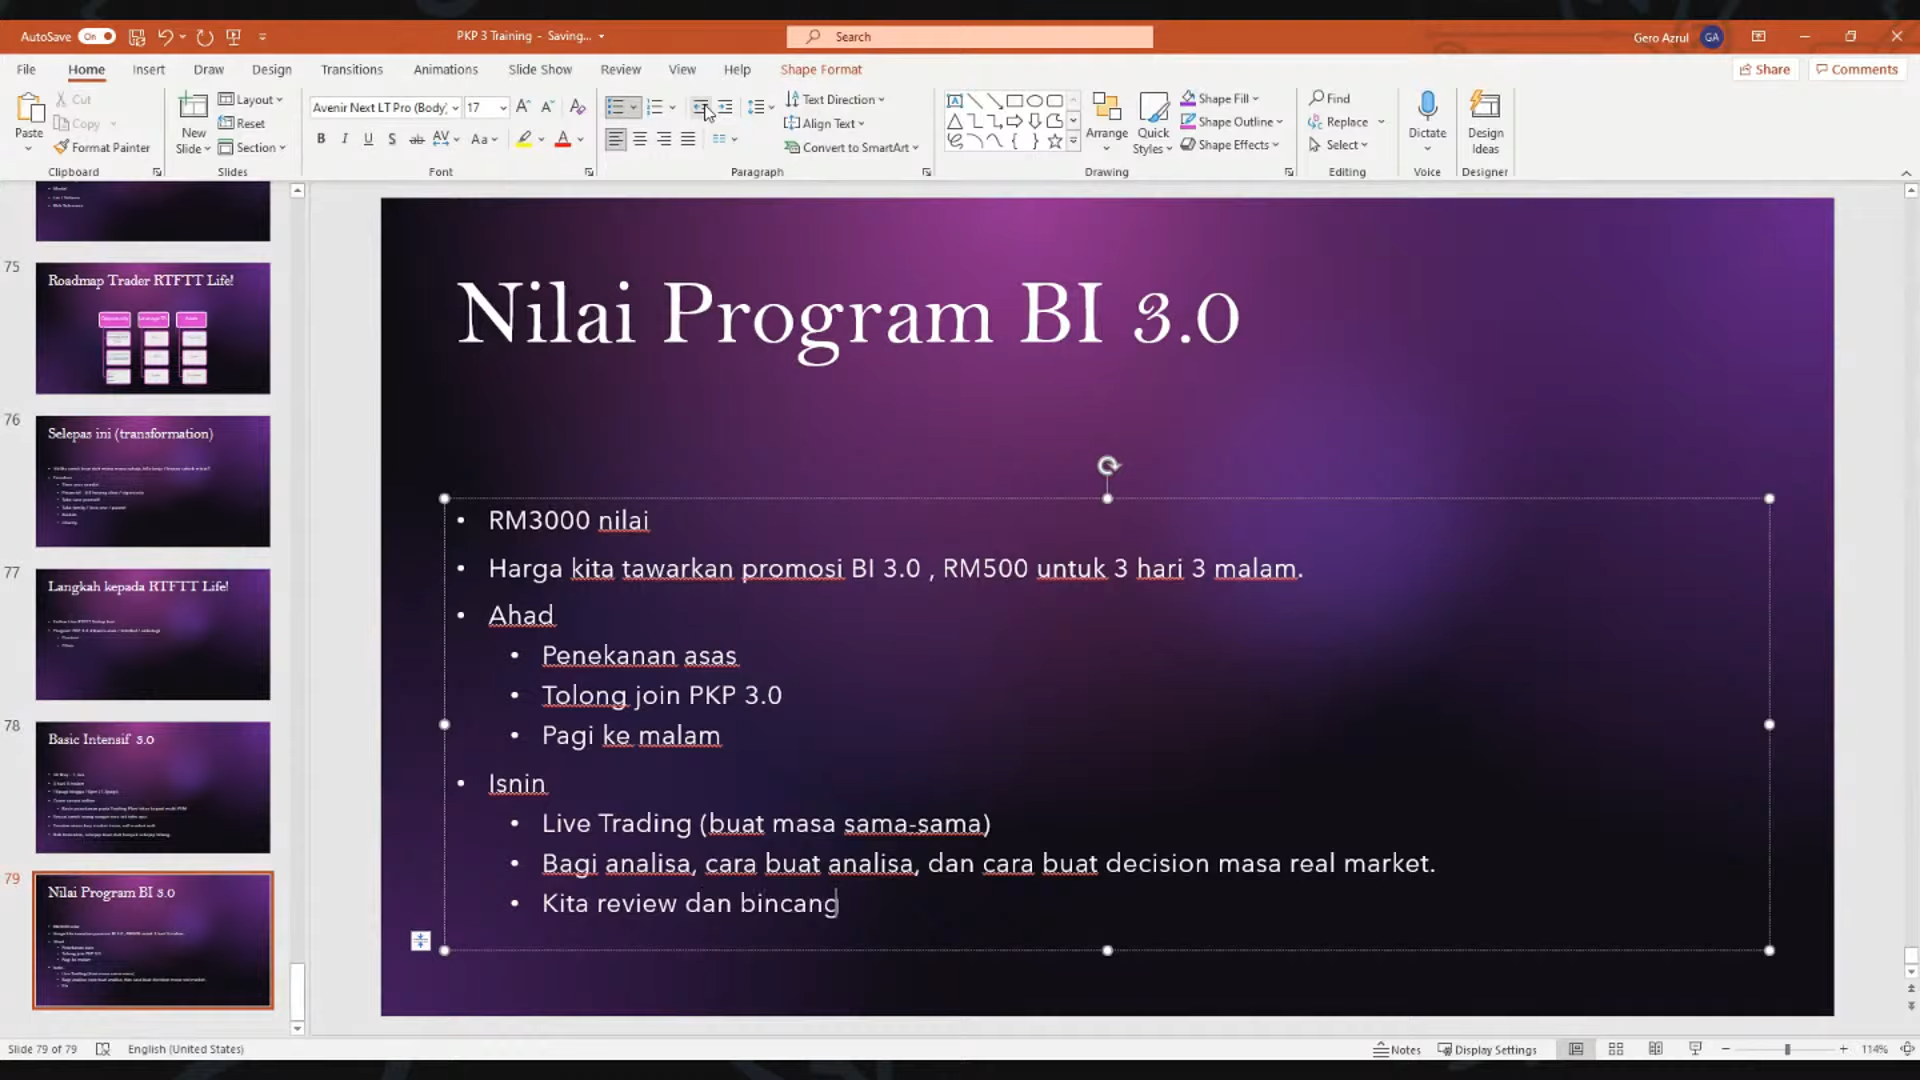 AutoSave On PKP 3 Training - Saving... Search Gero Azrul GA
File Home Insert Draw Design Transitions Animations Slide Show Review View Help Shape Format Share Comments
Paste Cut Copy Format Painter Clipboard
New Slide Layout Reset Section Slides
Avenir Next LT Pro (Body) 17 Font
Paragraph Text Direction Align Text Convert to SmartArt
Arrange Quick Styles Shape Fill Shape Outline Shape Effects Drawing
Find Replace Select Editing
Dictate Voice
Design Ideas Designer
75
Roadmap Trader RTFTT Life!
76
Selepas ini (transformation)
77
Langkah kepada RTFTT Life!
78
Basic Intensif 3.0
79
Nilai Program BI 3.0
Nilai Program BI 3.0
• RM3000 nilai
• Harga kita tawarkan promosi BI 3.0 , RM500 untuk 3 hari 3 malam.
• Ahad
• Penekanan asas
• Tolong join PKP 3.0
• Pagi ke malam
• Isnin
• Live Trading (buat masa sama-sama)
• Bagi analisa, cara buat analisa, dan cara buat decision masa real market.
• Kita review dan bincang
Slide 79 of 79 English (United States) Notes Display Settings 114%